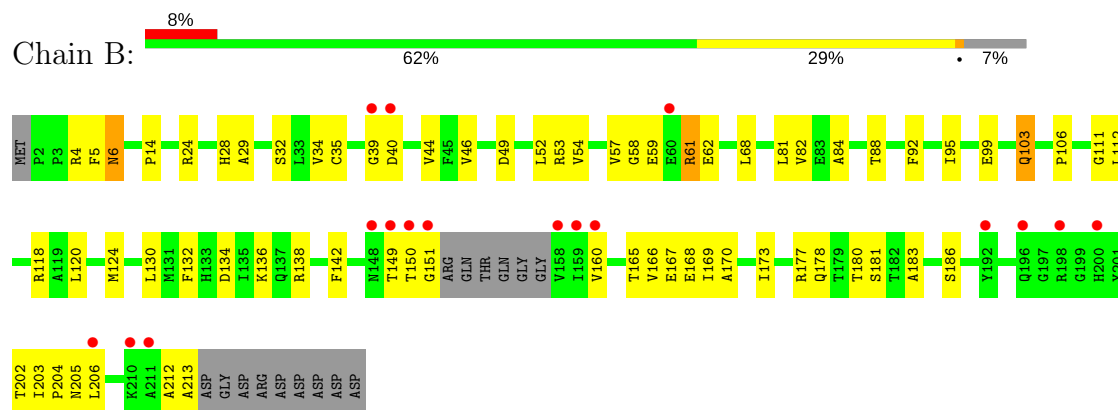 8%
Chain B:
62% 29% • 7%
MET P2 P3 R4 F5 N6 P14 R24 H28 A29 S32 L33 V34 C35 G39 D40 V44 F45 V46 D49 L52 R53 V54 V57 G58 E59 E60 R61 E62 L68 L81 V82 E83 A84 T88 F92 I95 E99 Q103 P106 G111 L112
R118 A119 L120 M124 L130 M131 F132 H133 D134 I135 K136 Q137 R138 F142 N148 T149 T150 G151 ARG GLN THR GLN GLY GLY V158 I159 V160 T165 V166 E167 E168 I169 A170 I173 R177 Q178 T179 T180 S181 T182 A183 S186 Y192 Q196 G197 R198 G199 H200 Y201
T202 I203 P204 N205 L206 K210 A211 A212 A213 ASP GLY ASP ARG ASP ASP ASP ASP ASP